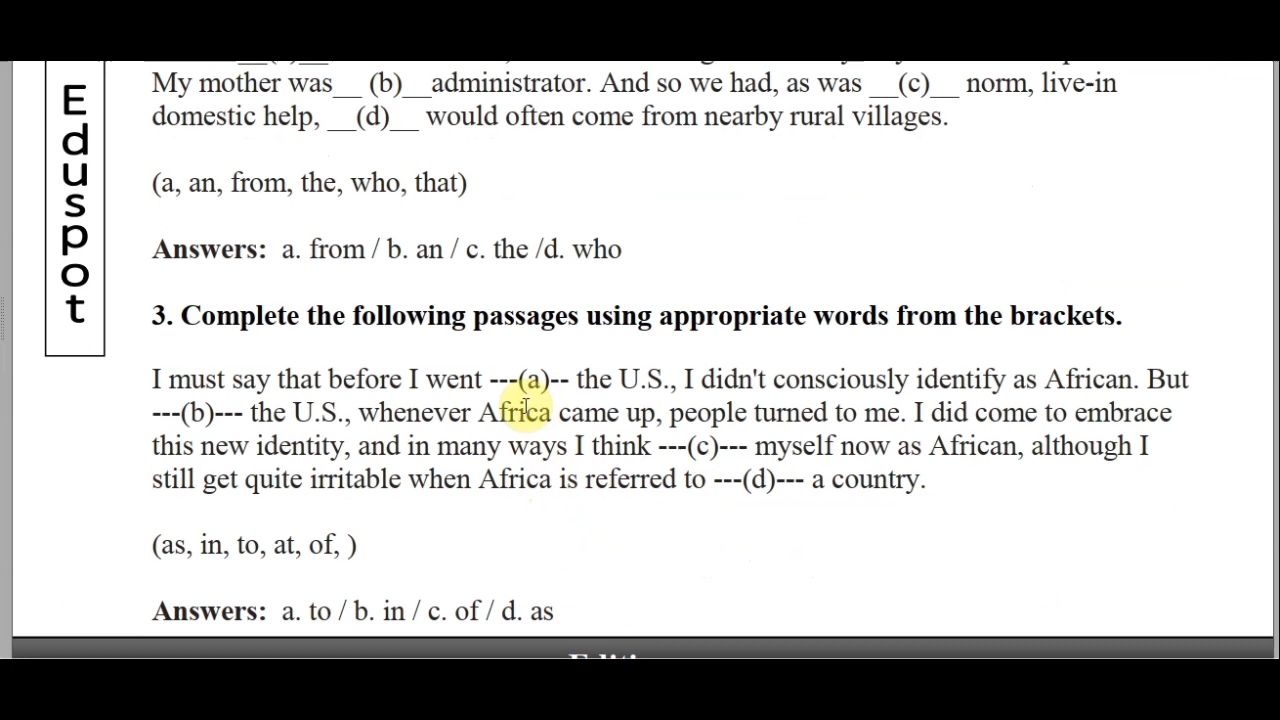 Eduspot
My mother was__ (b)__administrator. And so we had, as was __(c)__ norm, live-in
domestic help, __(d)__ would often come from nearby rural villages.
(a, an, from, the, who, that)
Answers: a. from / b. an / c. the /d. who
3. Complete the following passages using appropriate words from the brackets.
I must say that before I went ---(a)-- the U.S., I didn't consciously identify as African. But
---(b)--- the U.S., whenever Africa came up, people turned to me. I did come to embrace
this new identity, and in many ways I think ---(c)--- myself now as African, although I
still get quite irritable when Africa is referred to ---(d)--- a country.
(as, in, to, at, of, )
Answers: a. to / b. in / c. of / d. as